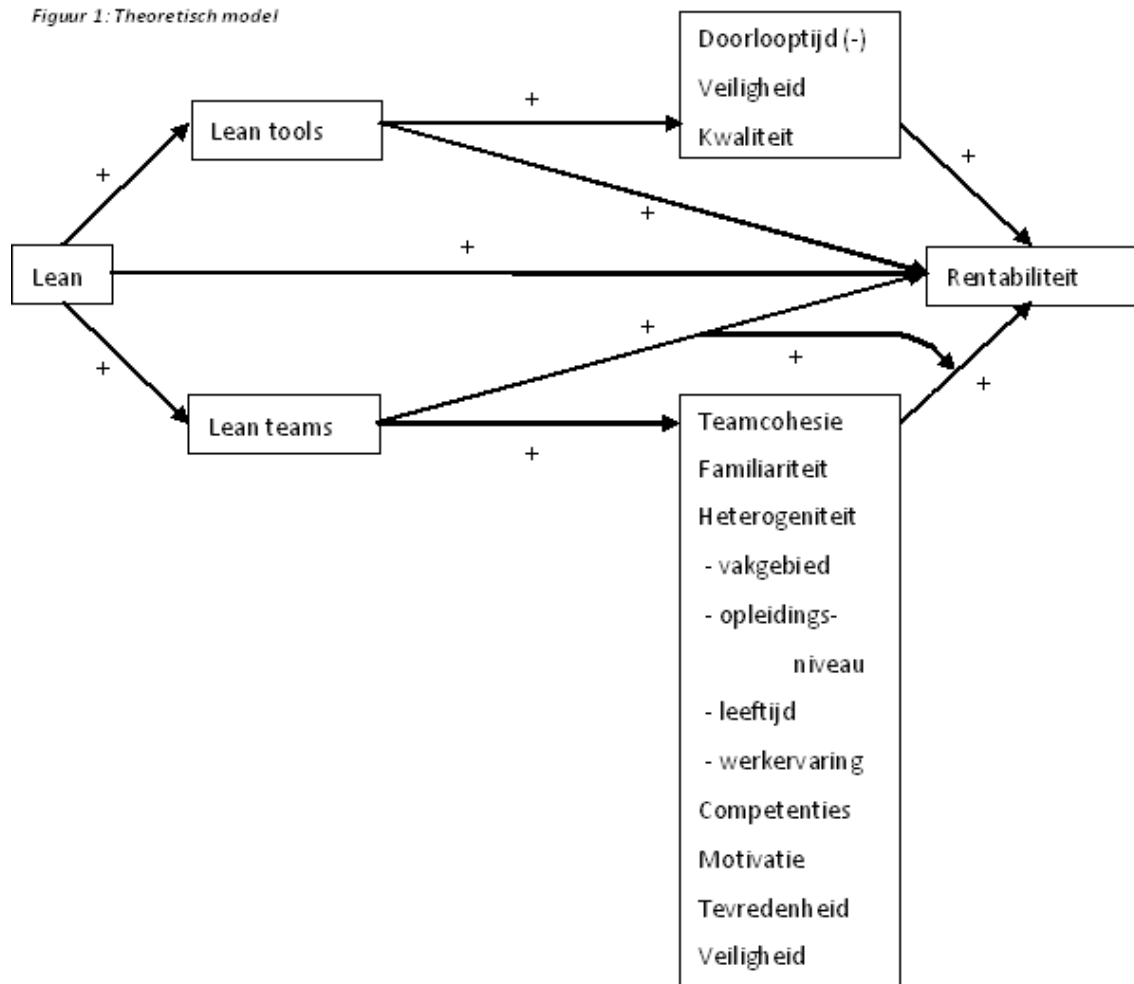 Figuur 1: Theoretisch model
Doorlooptijd (-)
Veiligheid
Kwaliteit
+
Lean tools
+
+
+
+
Lean
Rentabiliteit
+
+
+
+
Lean teams
+
Teamcohesie
Familiariteit
Heterogeniteit
- vakgebied
- opleidings-
niveau
- leeftijd
- werkervaring
Competenties
Motivatie
Tevredenheid
Veiligheid